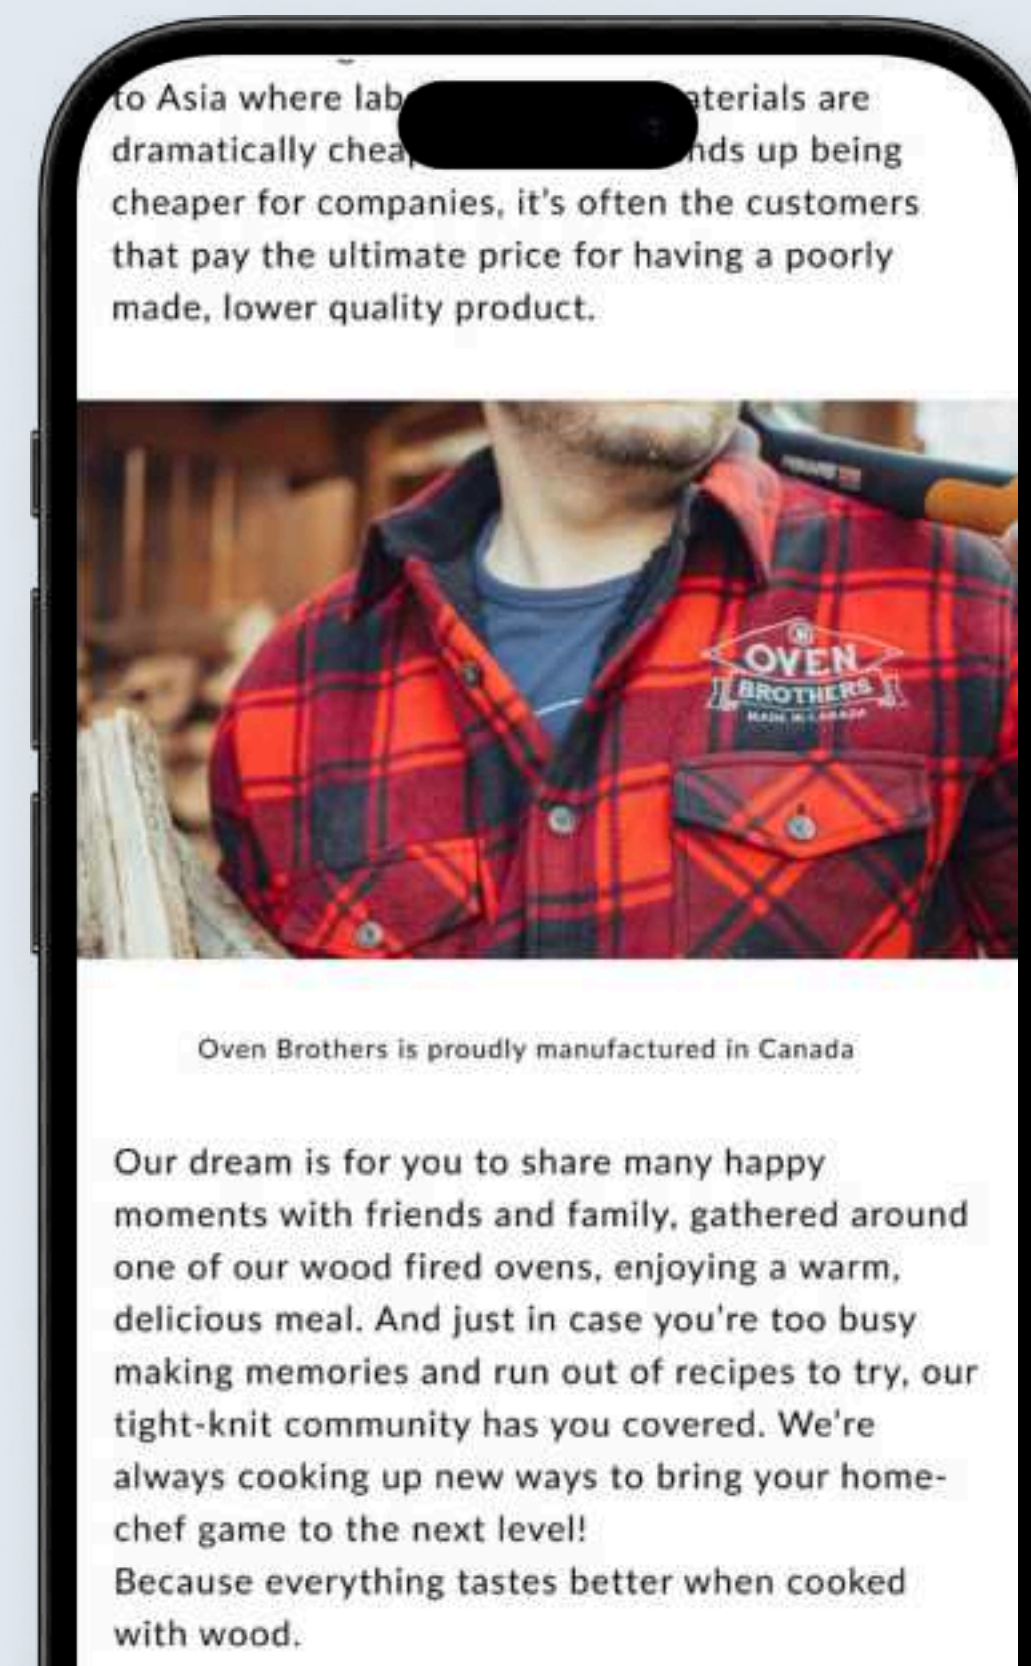 to Asia where lab aterials are
dramatically cheap nds up being
cheaper for companies, it's often the customers
that pay the ultimate price for having a poorly
made, lower quality product.
OVEN
BROTHERS
MADE IN CANADA
Oven Brothers is proudly manufactured in Canada
Our dream is for you to share many happy
moments with friends and family, gathered around
one of our wood fired ovens, enjoying a warm,
delicious meal. And just in case you're too busy
making memories and run out of recipes to try, our
tight-knit community has you covered. We're
always cooking up new ways to bring your home-
chef game to the next level!
Because everything tastes better when cooked
with wood.